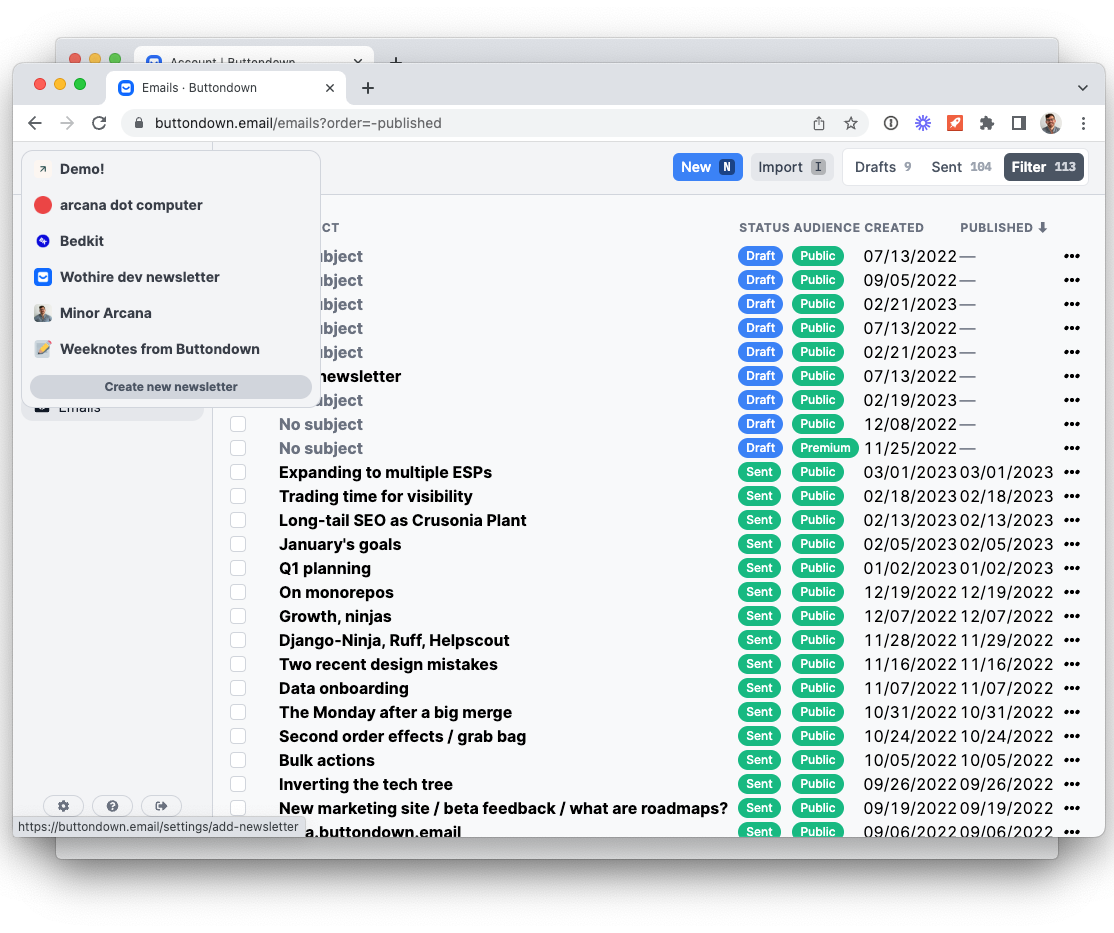 Account | Buttondown
Emails · Buttondown
buttondown.email/emails?order=-published
Demo!
arcana dot computer
Bedkit
Wothire dev newsletter
Minor Arcana
Weeknotes from Buttondown
Create new newsletter
Emails
New N Import I Drafts 9 Sent 104 Filter 113
CT STATUS AUDIENCE CREATED PUBLISHED
ubject Draft Public 07/13/2022 —
ubject Draft Public 09/05/2022 —
ubject Draft Public 02/21/2023 —
ubject Draft Public 07/13/2022 —
ubject Draft Public 02/21/2023 —
newsletter Draft Public 07/13/2022 —
ubject Draft Public 02/19/2023 —
No subject Draft Public 12/08/2022 —
No subject Draft Premium 11/25/2022 —
Expanding to multiple ESPs Sent Public 03/01/2023 03/01/2023
Trading time for visibility Sent Public 02/18/2023 02/18/2023
Long-tail SEO as Crusonia Plant Sent Public 02/13/2023 02/13/2023
January's goals Sent Public 02/05/2023 02/05/2023
Q1 planning Sent Public 01/02/2023 01/02/2023
On monorepos Sent Public 12/19/2022 12/19/2022
Growth, ninjas Sent Public 12/07/2022 12/07/2022
Django-Ninja, Ruff, Helpscout Sent Public 11/28/2022 11/29/2022
Two recent design mistakes Sent Public 11/16/2022 11/16/2022
Data onboarding Sent Public 11/07/2022 11/07/2022
The Monday after a big merge Sent Public 10/31/2022 10/31/2022
Second order effects / grab bag Sent Public 10/24/2022 10/24/2022
Bulk actions Sent Public 10/05/2022 10/05/2022
Inverting the tech tree Sent Public 09/26/2022 09/26/2022
New marketing site / beta feedback / what are roadmaps? Sent Public 09/19/2022 09/19/2022
a.buttondown.email Sent Public 09/06/2022 09/06/2022
https://buttondown.email/settings/add-newsletter